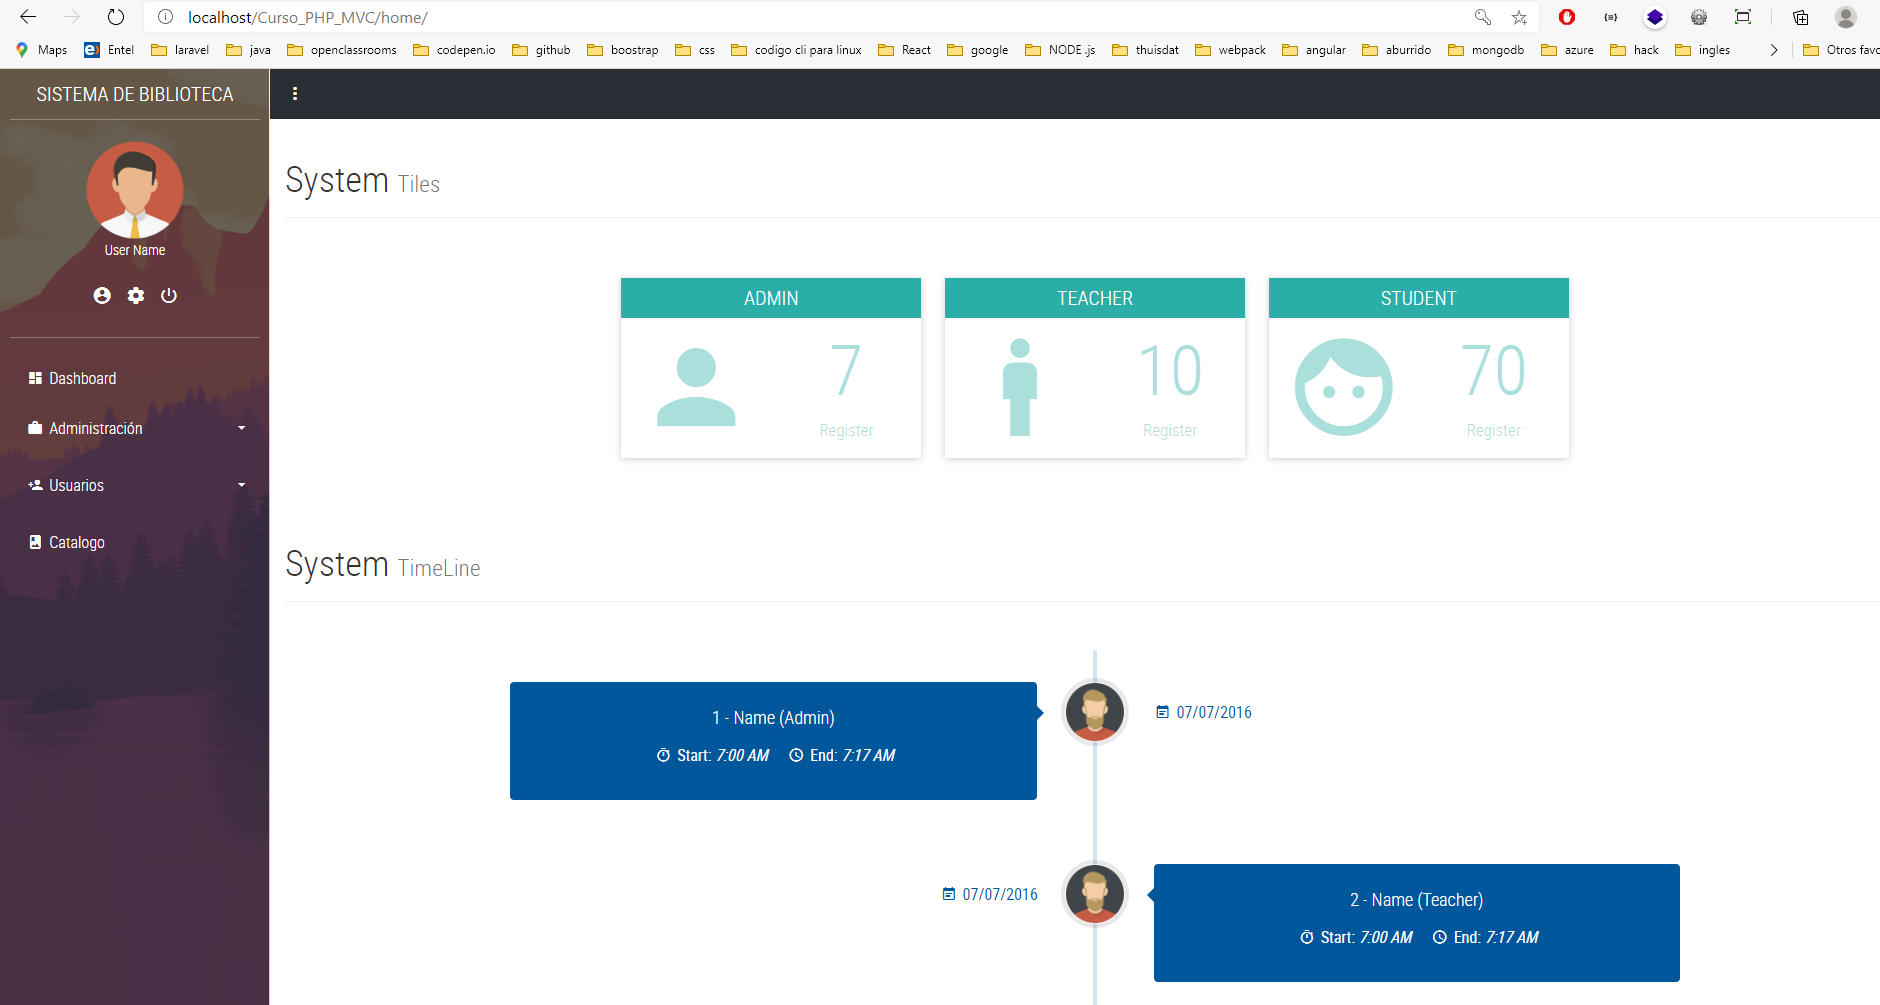 localhost/Curso_PHP_MVC/home/
Maps Entel laravel java openclassrooms codepen.io github boostrap css codigo cli para linux React google NODE .js thuisdat webpack angular aburrido mongodb azure hack ingles Otros favo
SISTEMA DE BIBLIOTECA
User Name
Dashboard
Administración
Usuarios
Catalogo
System Tiles
ADMIN
7
Register
TEACHER
10
Register
STUDENT
70
Register
System TimeLine
1 - Name (Admin)
Start: 7:00 AM End: 7:17 AM
07/07/2016
07/07/2016
2 - Name (Teacher)
Start: 7:00 AM End: 7:17 AM